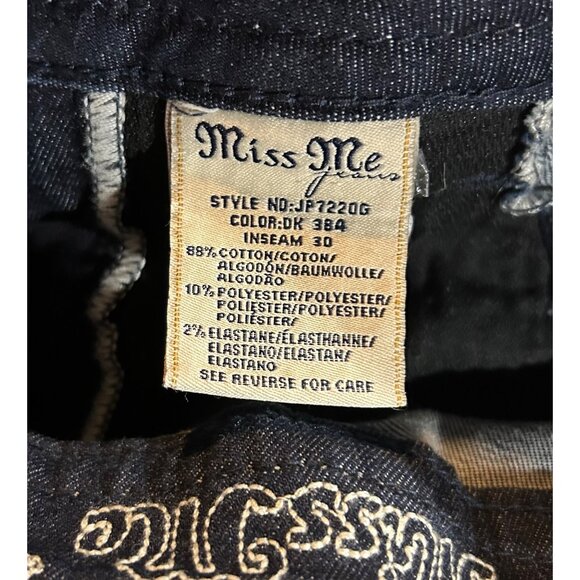 Miss Me
jeans
STYLE NO:JP7220G
COLOR:DK 384
INSEAM 30
88% COTTON/COTON/
ALGODÓN/BAUMWOLLE/
ALGODÃO
10% POLYESTER/POLYESTER/
POLIÉSTER/POLYESTER/
POLIÉSTER/
2% ELASTANE/ÉLASTHANNE/
ELASTANO/ELASTAN/
ELASTANO
SEE REVERSE FOR CARE